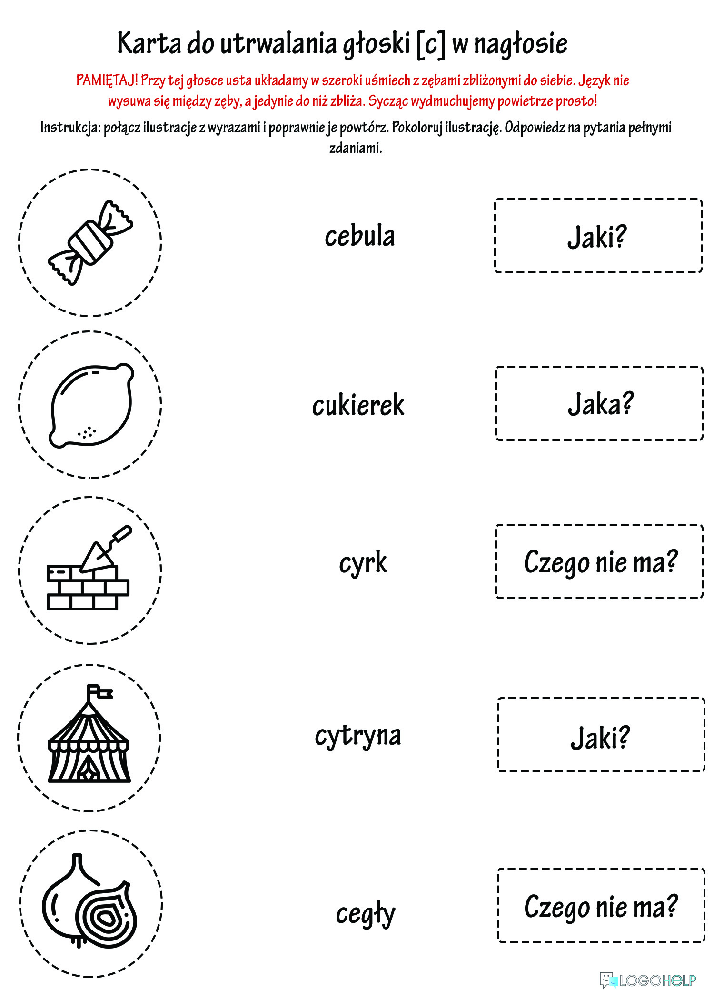 Karta do utrwalania głoski [c] w nagłosie
PAMIĘTAJ! Przy tej głosce usta układamy w szeroki uśmiech z zębami zbliżonymi do siebie. Język nie
wysuwa się między zęby, a jedynie do niż zbliża. Sycząc wydmuchujemy powietrze prosto!
Instrukcja: połącz ilustracje z wyrazami i poprawnie je powtórz. Pokoloruj ilustrację. Odpowiedz na pytania pełnymi
zdaniami.
cebula
Jaki?
cukierek
Jaka?
cyrk
Czego nie ma?
cytryna
Jaki?
cegły
Czego nie ma?
LOGOHELP